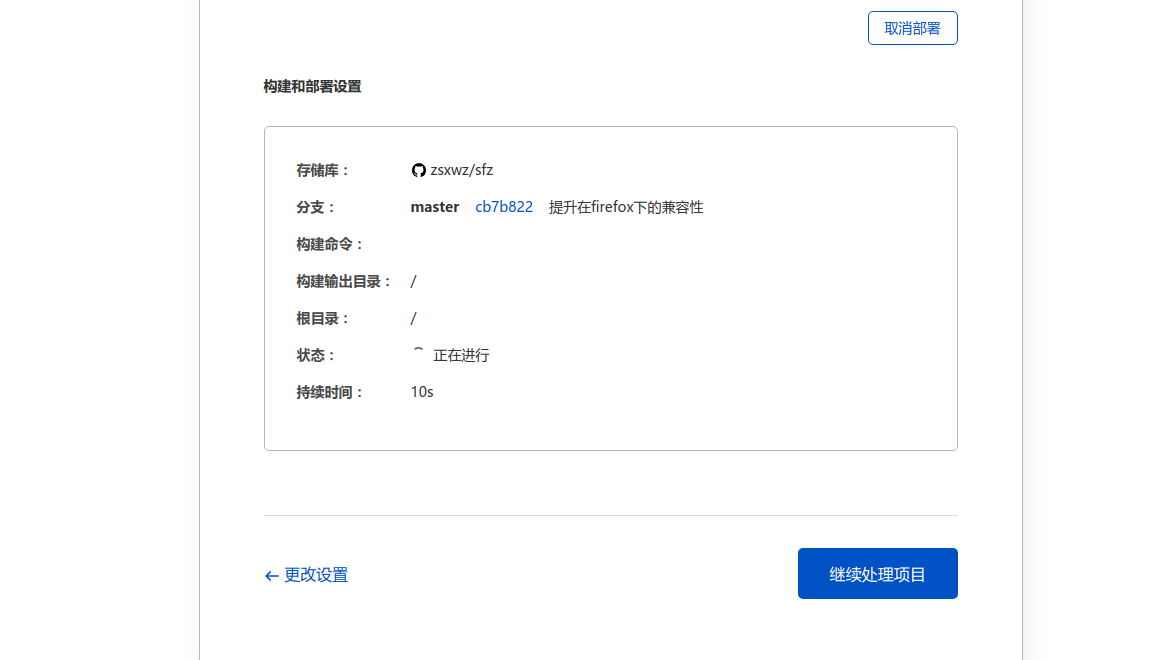 取消部署
构建和部署设置
存储库： zsxwz/sfz
分支： master cb7b822 提升在firefox下的兼容性
构建命令：
构建输出目录： /
根目录： /
状态： 正在进行
持续时间： 10s
← 更改设置 继续处理项目